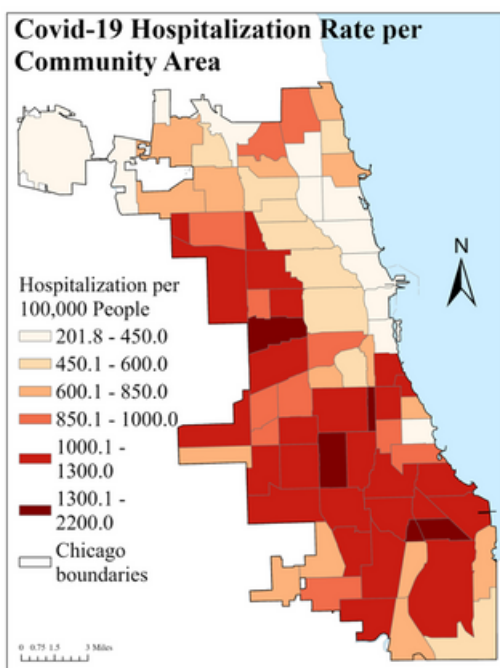 Covid-19 Hospitalization Rate per
Community Area
N
Hospitalization per
100,000 People
201.8 - 450.0
450.1 - 600.0
600.1 - 850.0
850.1 - 1000.0
1000.1 -
1300.0
1300.1 -
2200.0
Chicago
boundaries
0 0.75 1.5 3 Miles